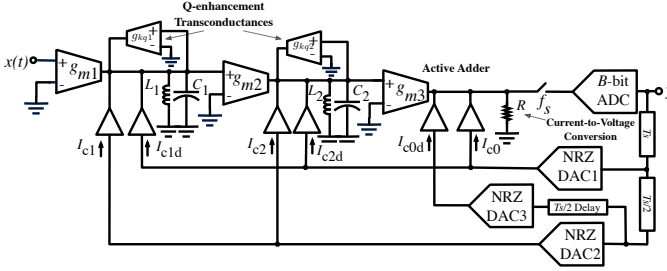 Q-enhancement
Transconductances
x(t)
+
-
g_m1
g_kq1
+
-
L_1
C_1
+
-
g_m2
g_kq2
+
-
L_2
C_2
+
-
g_m3
Active Adder
R
f_s
B-bit
ADC
Current-to-Voltage
Conversion
Ts
I_c1
I_c1d
I_c2
I_c2d
I_c0d
I_c0
NRZ
DAC1
NRZ
DAC3
Ts/2 Delay
Ts/2
NRZ
DAC2